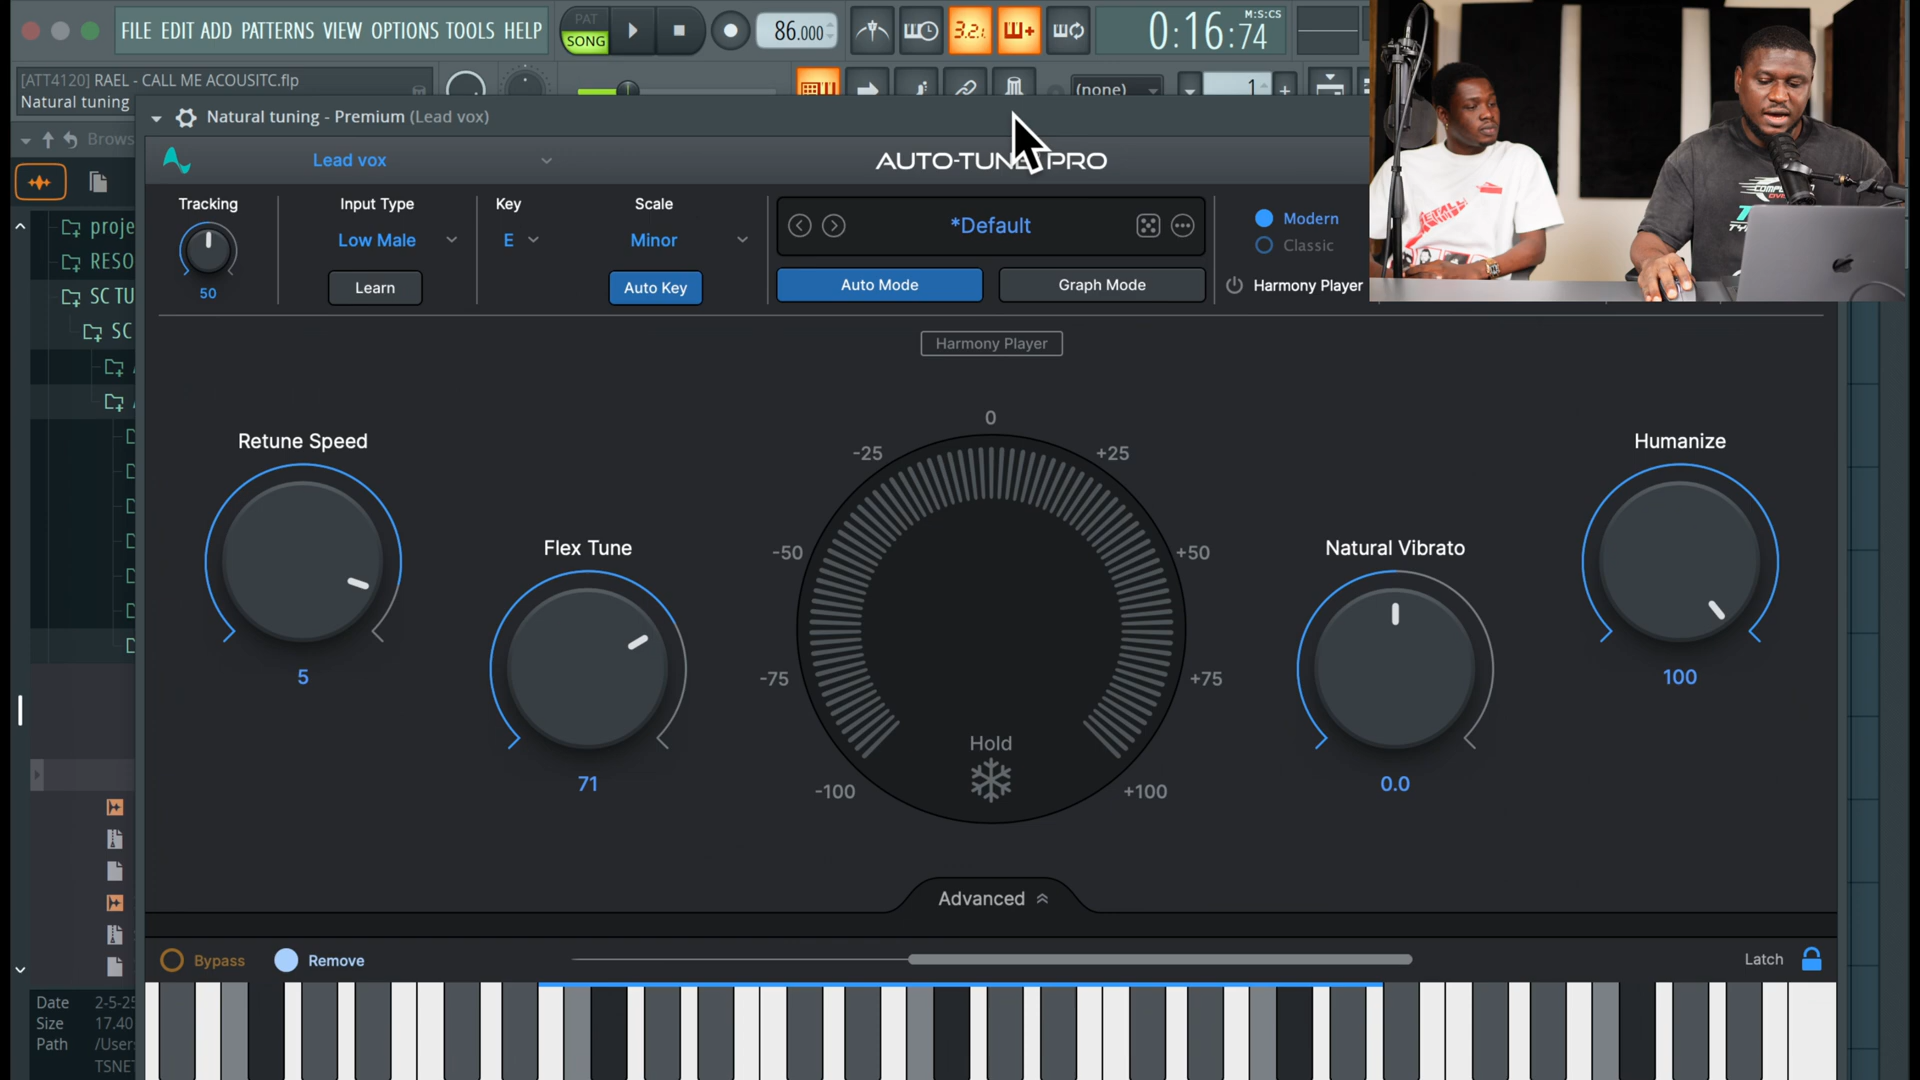 FILE EDIT ADD PATTERNS VIEW OPTIONS TOOLS HELP
PAT
SONG
86.000
3.2.
M:S:CS
0:16:74
[ATT4120] RAEL - CALL ME ACOUSITC.flp
Natural tuning
(none)
1
Brows
Natural tuning - Premium (Lead vox)
Lead vox
AUTO-TUNE PRO
Tracking
50
Input Type
Low Male
Learn
Key
E
Scale
Minor
Auto Key
*Default
Auto Mode
Graph Mode
Modern
Classic
Harmony Player
Harmony Player
proje
RESO
SC TU
SC
Retune Speed
5
Flex Tune
71
0
-25
+25
-50
+50
-75
+75
-100
+100
Hold
Natural Vibrato
0.0
Humanize
100
Advanced
Bypass
Remove
Latch
Date 2-5-25
Size 17.40
Path /User
TSNET